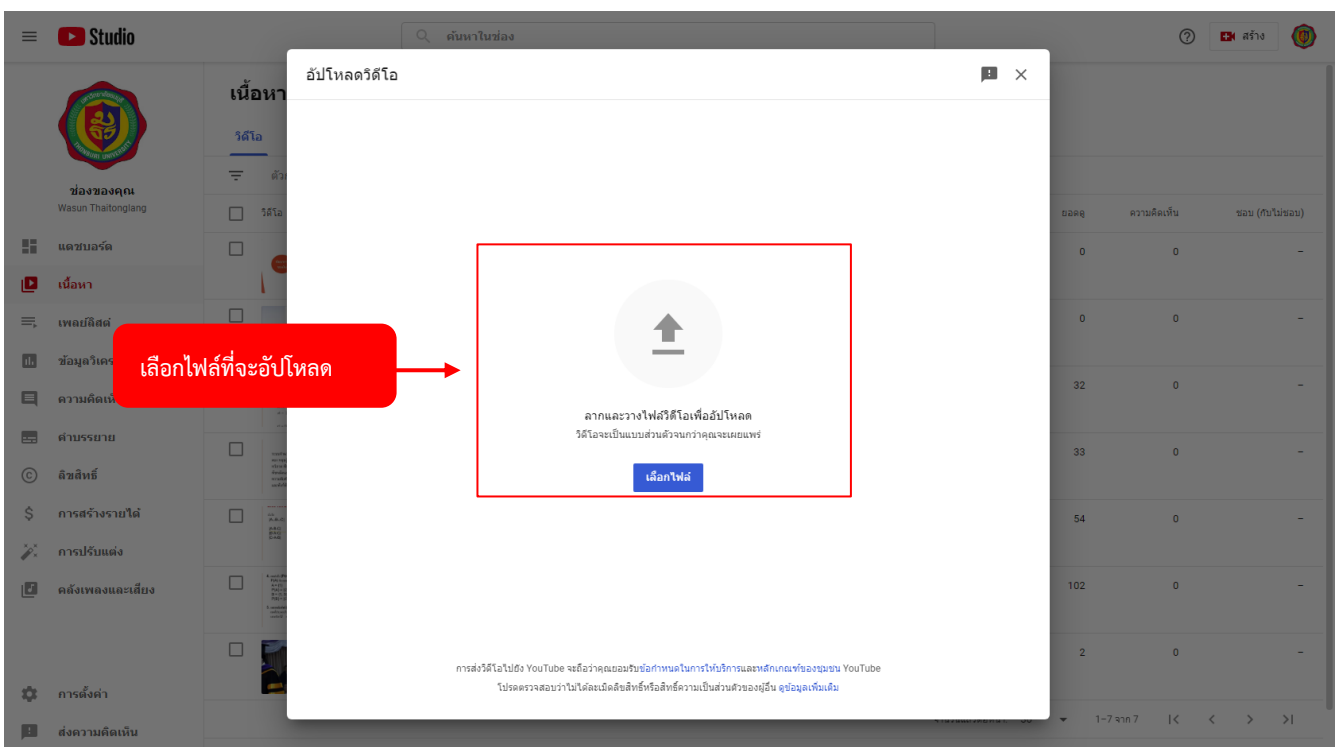 Studio
ค้นหาในช่อง
สร้าง
อัปโหลดวิดีโอ
เนื้อหา
วิดีโอ
ช่องของคุณ
Wasun Thaitonglang
วิดีโอ
ยอดดู
ความคิดเห็น
ชอบ (กับไม่ชอบ)
แดชบอร์ด
0
0
–
เนื้อหา
เพลย์ลิสต์
0
0
–
เลือกไฟล์ที่จะอัปโหลด
32
0
–
ลากและวางไฟล์วิดีโอเพื่ออัปโหลด
วิดีโอจะเป็นแบบส่วนตัวจนกว่าคุณจะเผยแพร่
คำบรรยาย
33
0
–
เลือกไฟล์
ลิขสิทธิ์
การสร้างรายได้
54
0
–
การปรับแต่ง
คลังเพลงและเสียง
102
0
–
2
0
–
การส่งวิดีโอไปยัง YouTube จะถือว่าคุณยอมรับข้อกำหนดในการให้บริการและหลักเกณฑ์ของชุมชน YouTube
โปรดตรวจสอบว่าไม่ได้ละเมิดลิขสิทธิ์หรือสิทธิ์ความเป็นส่วนตัวของผู้อื่น ดูข้อมูลเพิ่มเติม
การตั้งค่า
1–7 จาก 7
ส่งความคิดเห็น